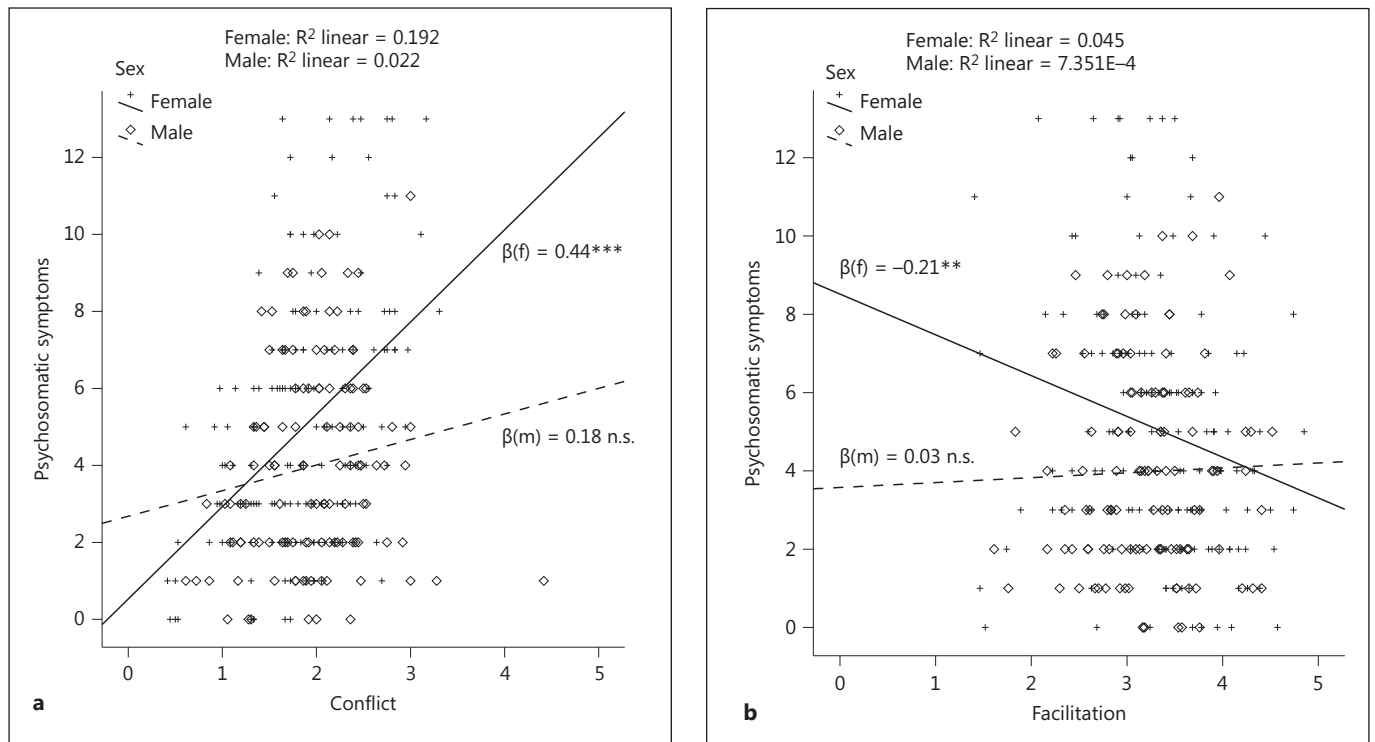 Female: R2 linear = 0.192
Male: R2 linear = 0.022
Sex
Female
Male
12
10
8
6
4
2
0
Psychosomatic symptoms
β(f) = 0.44***
β(m) = 0.18 n.s.
0 1 2 3 4 5
Conflict
a
Female: R2 linear = 0.045
Male: R2 linear = 7.351E–4
Sex
Female
Male
12
10
8
6
4
2
0
Psychosomatic symptoms
β(f) = –0.21**
β(m) = 0.03 n.s.
0 1 2 3 4 5
Facilitation
b